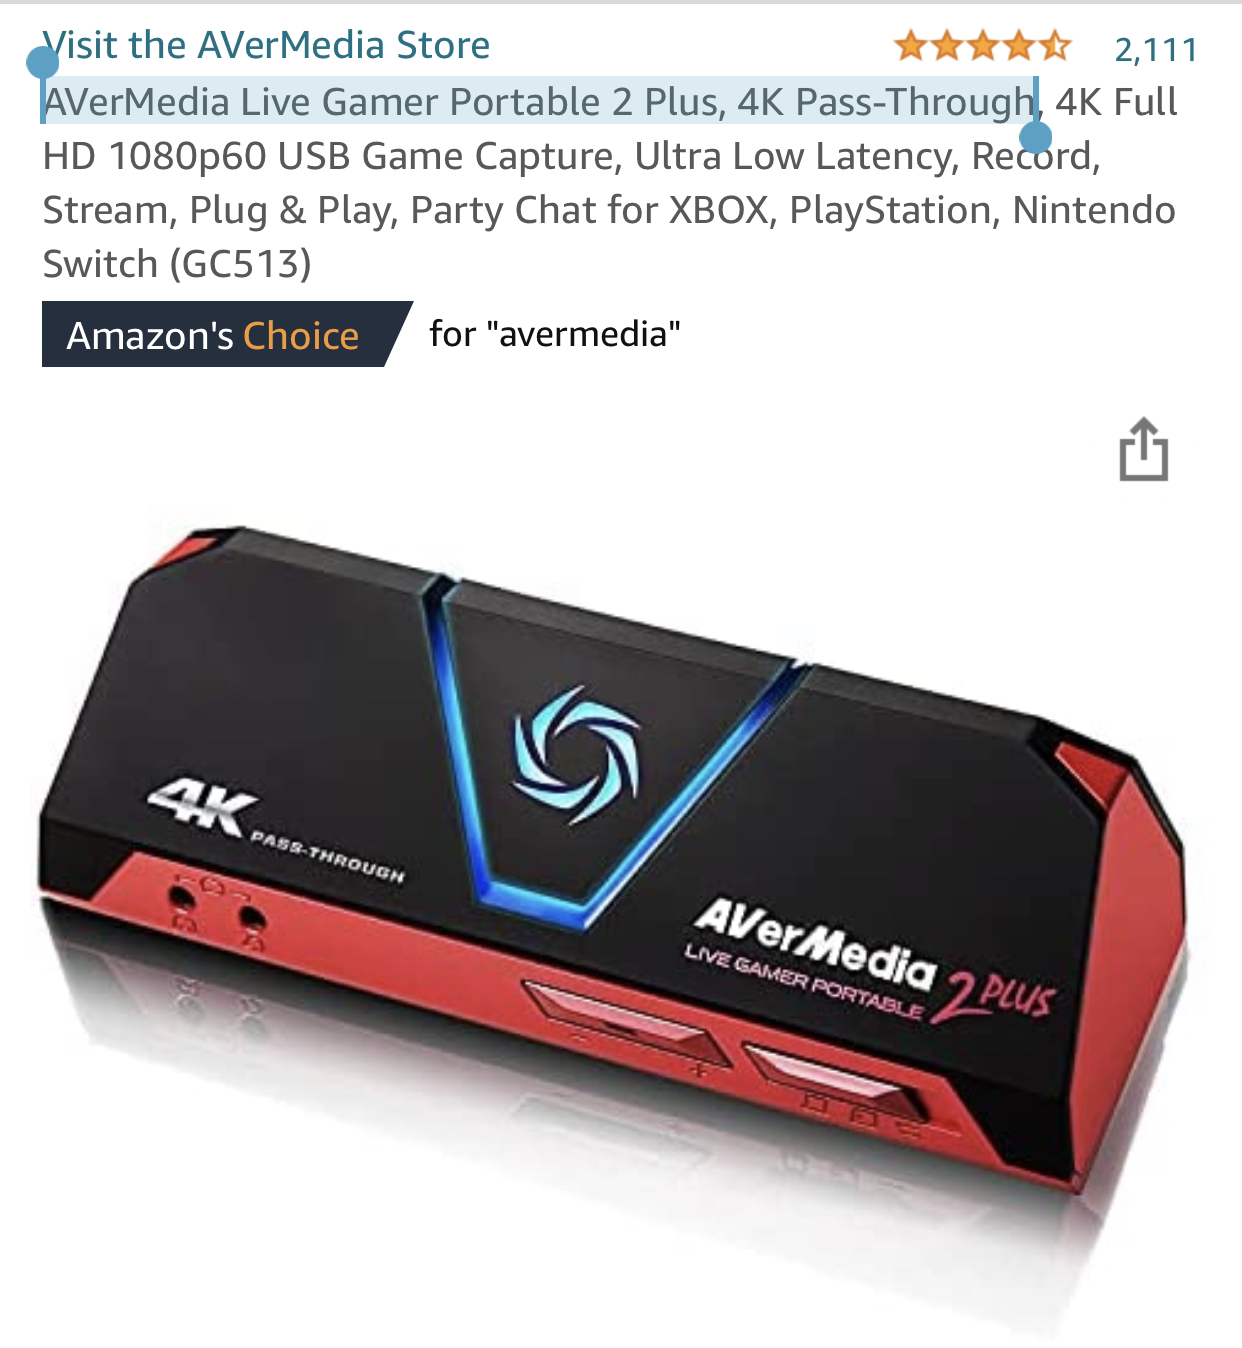 Visit the AVerMedia Store
2,111
AVerMedia Live Gamer Portable 2 Plus, 4K Pass-Through, 4K Full
HD 1080p60 USB Game Capture, Ultra Low Latency, Record,
Stream, Plug & Play, Party Chat for XBOX, PlayStation, Nintendo
Switch (GC513)
Amazon's Choice for "avermedia"
4K
PASS-THROUGH
AVerMedia
LIVE GAMER PORTABLE 2 PLUS